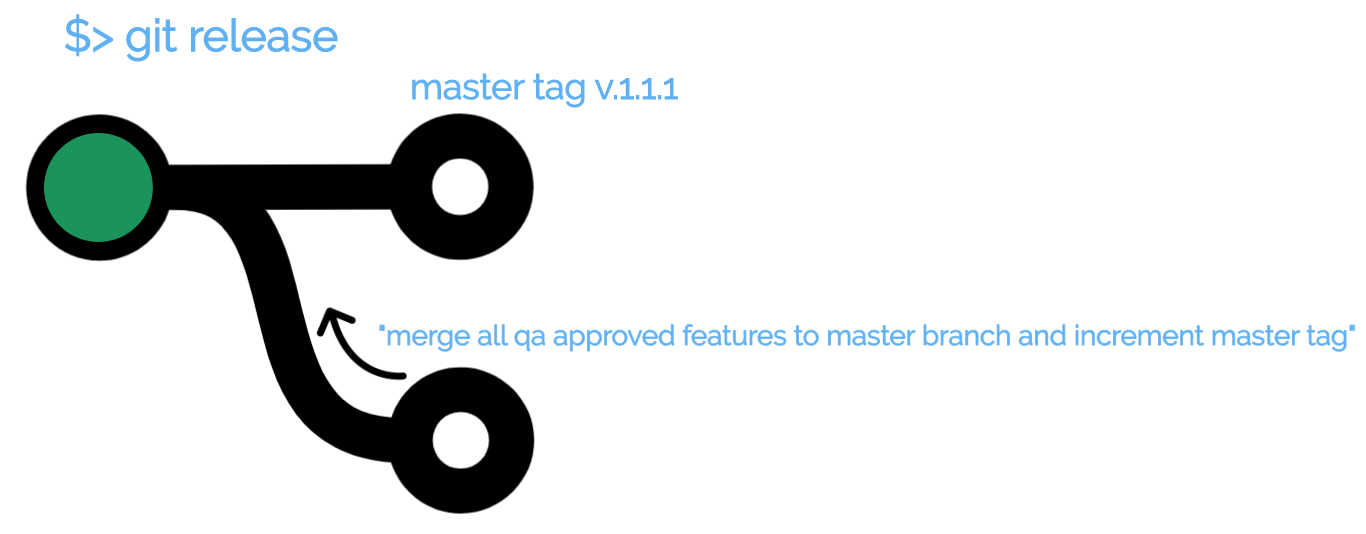 $> git release
master tag v.1.1.1
"merge all qa approved features to master branch and increment master tag"